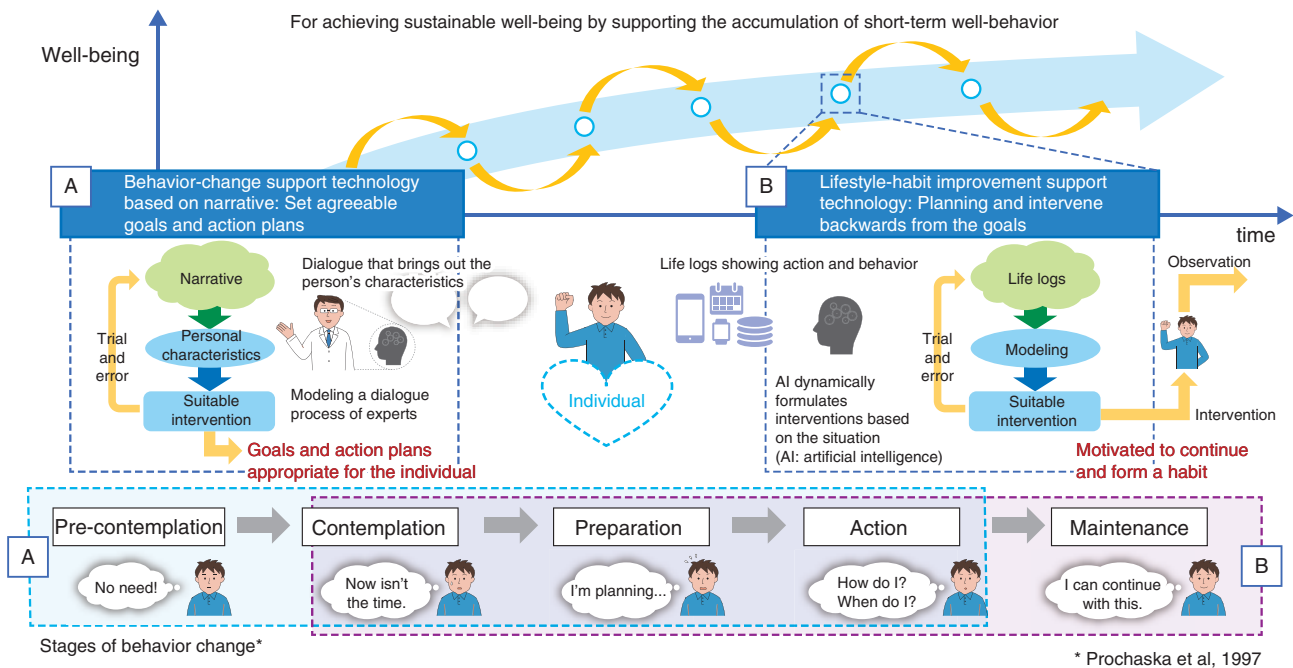 For achieving sustainable well-being by supporting the accumulation of short-term well-behavior
Well-being
A
Behavior-change support technology
based on narrative: Set agreeable
goals and action plans
B
Lifestyle-habit improvement support
technology: Planning and intervene
backwards from the goals
time
Narrative
Personal
characteristics
Suitable
intervention
Trial
and
error
Dialogue that brings out the
person's characteristics
Modeling a dialogue
process of experts
Goals and action plans
appropriate for the individual
Individual
Life logs showing action and behavior
AI dynamically
formulates
interventions based
on the situation
(AI: artificial intelligence)
Life logs
Modeling
Suitable
intervention
Trial
and
error
Observation
Intervention
Motivated to continue
and form a habit
A
Pre-contemplation
Contemplation
Preparation
Action
Maintenance
B
No need!
Now isn't
the time.
I'm planning...
How do I?
When do I?
I can continue
with this.
Stages of behavior change*
* Prochaska et al, 1997